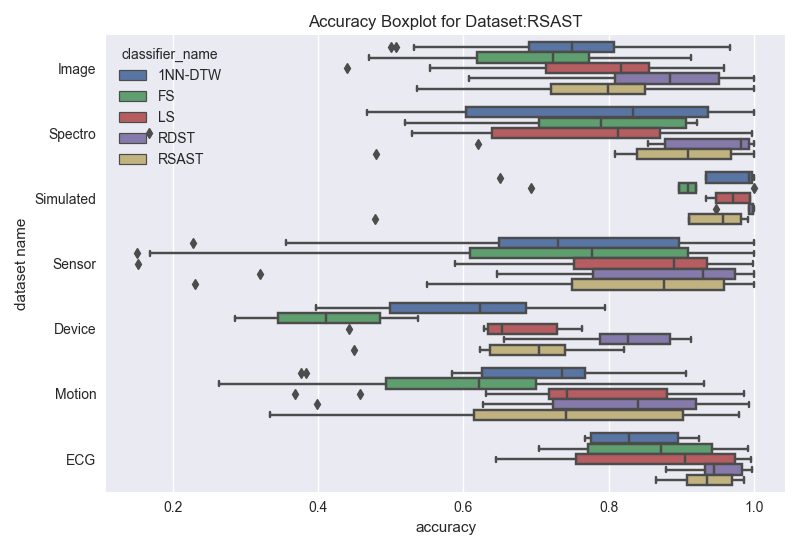 Accuracy Boxplot for Dataset:RSAST
classifier_name
1NN-DTW
FS
LS
RDST
RSAST
dataset name
Image
Spectro
Simulated
Sensor
Device
Motion
ECG
0.2 0.4 0.6 0.8 1.0
accuracy